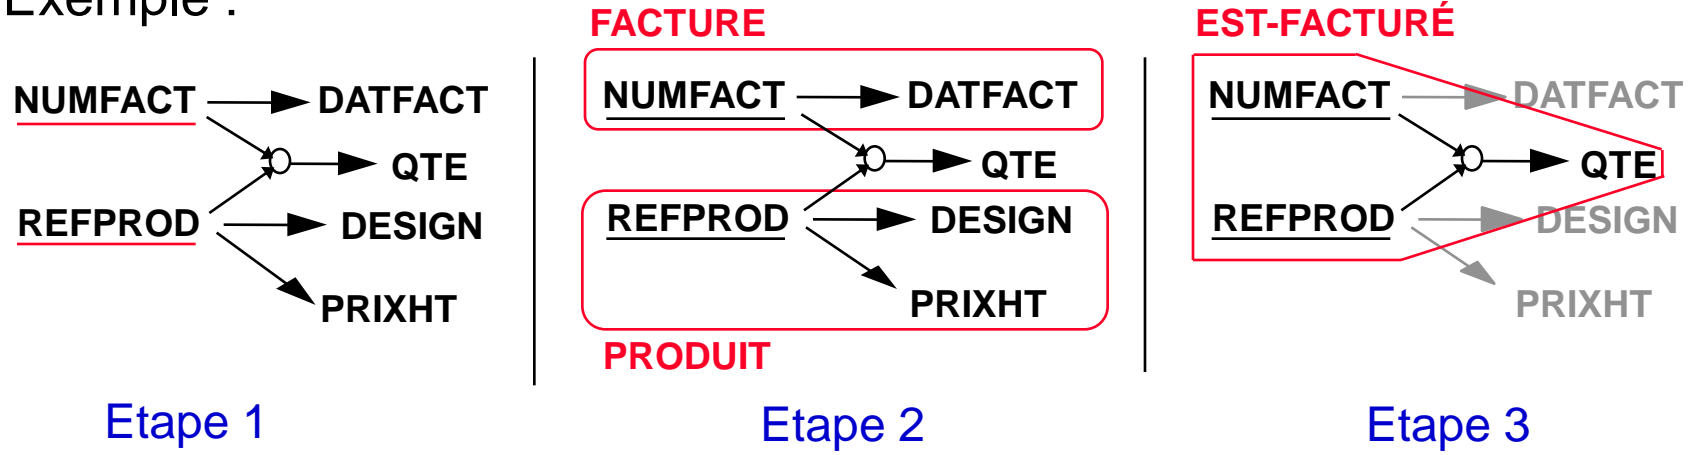 Exemple :
NUMFACT DATFACT
QTE
REFPROD DESIGN
PRIXHT
Etape 1
FACTURE
NUMFACT DATFACT
QTE
REFPROD DESIGN
PRIXHT
PRODUIT
Etape 2
EST-FACTURÉ
NUMFACT DATFACT
QTE
REFPROD DESIGN
PRIXHT
Etape 3